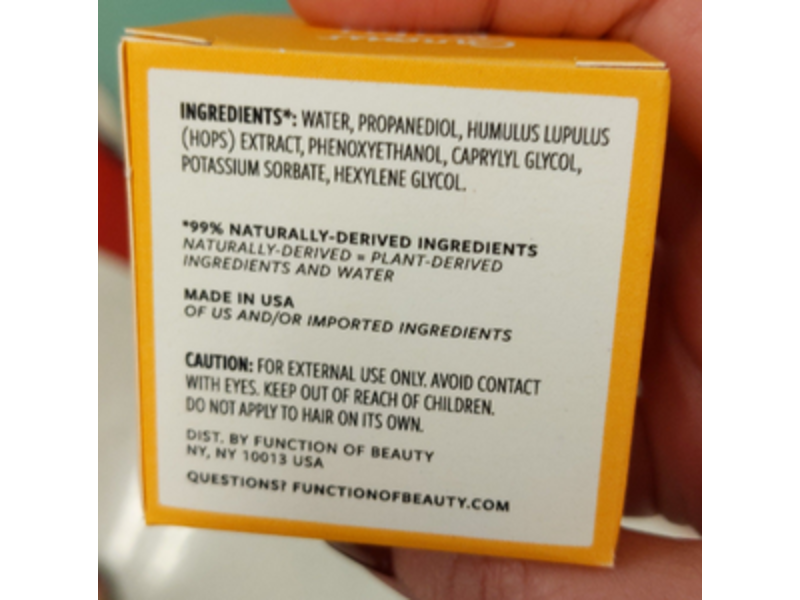 INGREDIENTS*: WATER, PROPANEDIOL, HUMULUS LUPULUS
(HOPS) EXTRACT, PHENOXYETHANOL, CAPRYLYL GLYCOL,
POTASSIUM SORBATE, HEXYLENE GLYCOL.
*99% NATURALLY-DERIVED INGREDIENTS
NATURALLY-DERIVED = PLANT-DERIVED
INGREDIENTS AND WATER
MADE IN USA
OF US AND/OR IMPORTED INGREDIENTS
CAUTION: FOR EXTERNAL USE ONLY. AVOID CONTACT
WITH EYES. KEEP OUT OF REACH OF CHILDREN.
DO NOT APPLY TO HAIR ON ITS OWN.
DIST. BY FUNCTION OF BEAUTY
NY, NY 10013 USA
QUESTIONS? FUNCTIONOFBEAUTY.COM